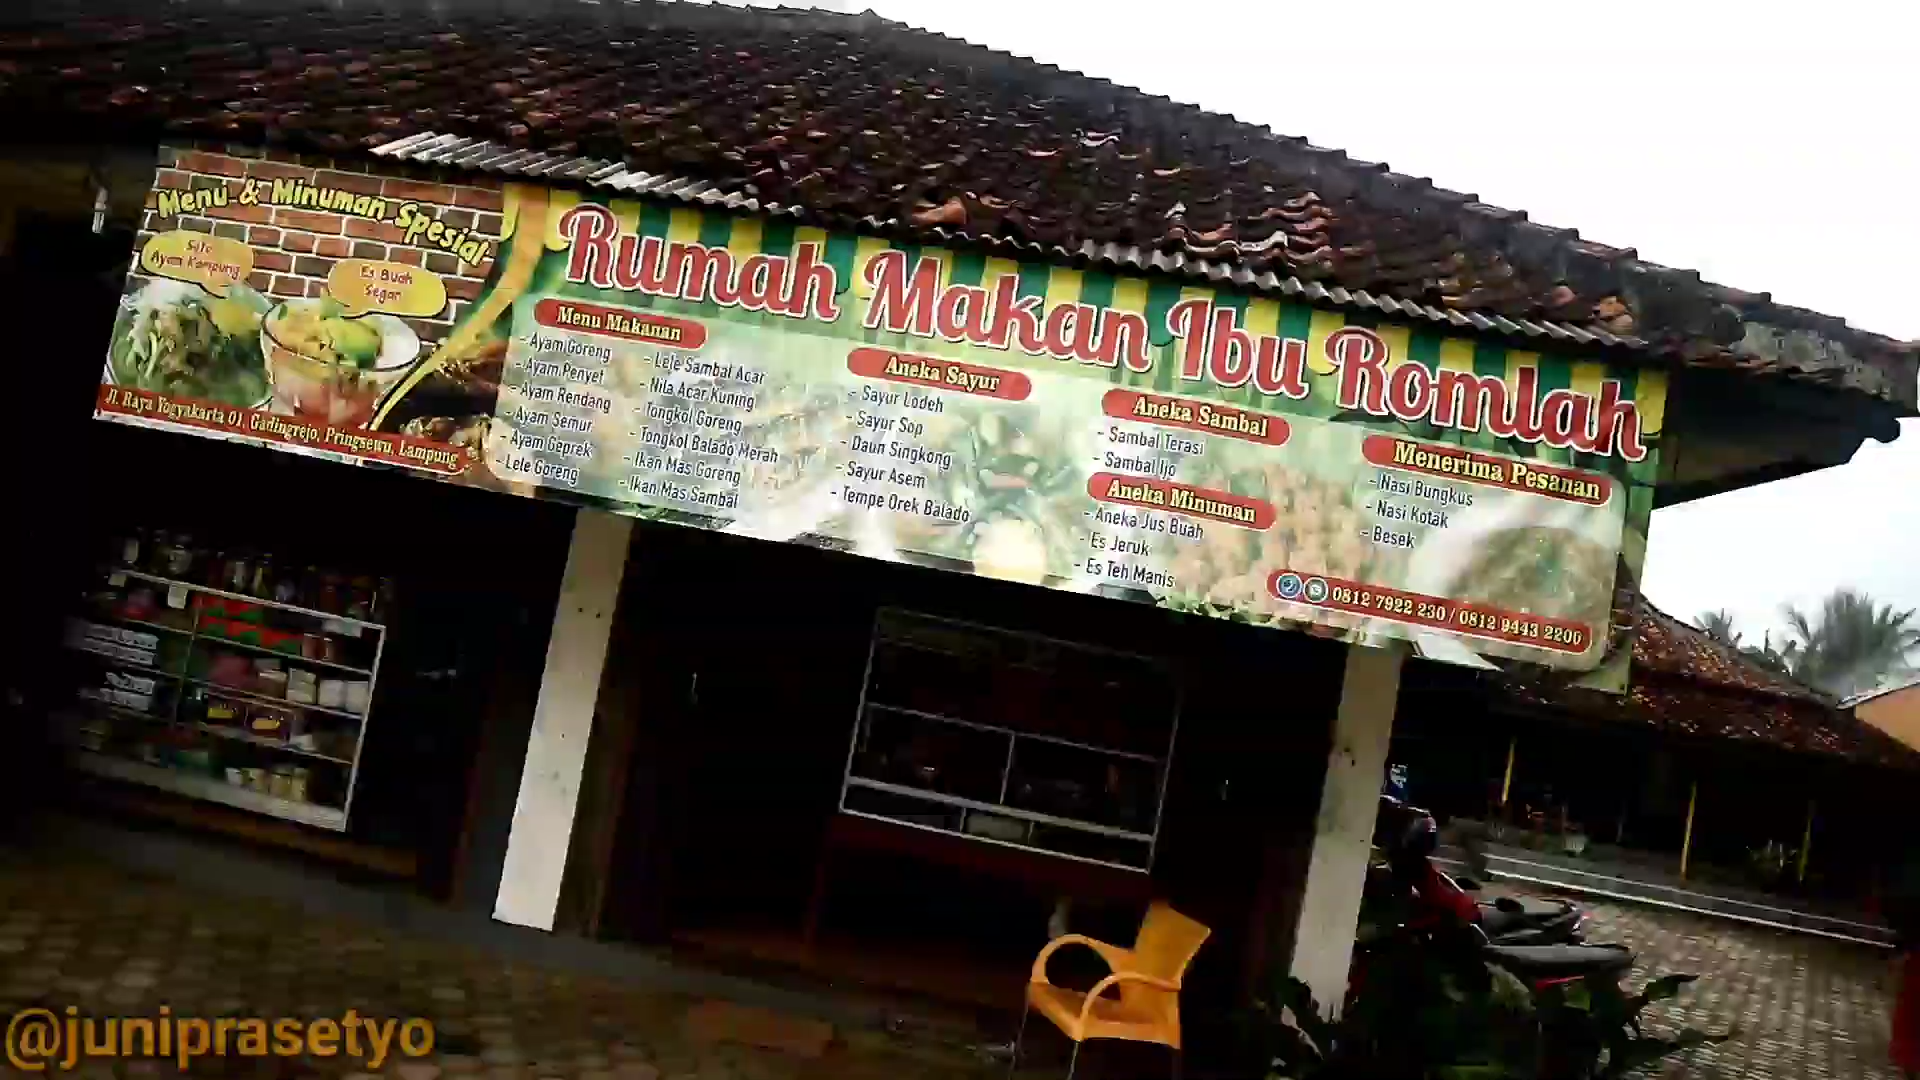 Menu & Minuman Spesial
Soto
Ayam Kampung
Es Buah
Segar
Jl. Raya Yogyakarta 01, Gadingrejo, Pringsewu, Lampung
Rumah Makan Ibu Romlah
Menu Makanan
- Ayam Goreng
- Ayam Penyet
- Ayam Rendang
- Ayam Semur
- Ayam Geprek
- Lele Goreng
- Lele Sambal Acar
- Nila Acar Kuning
- Tongkol Goreng
- Tongkol Balado Merah
- Ikan Mas Goreng
- Ikan Mas Sambal
Aneka Sayur
- Sayur Lodeh
- Sayur Sop
- Daun Singkong
- Sayur Asem
- Tempe Orek Balado
Aneka Sambal
- Sambal Terasi
- Sambal Ijo
Aneka Minuman
- Aneka Jus Buah
- Es Jeruk
- Es Teh Manis
Menerima Pesanan
- Nasi Bungkus
- Nasi Kotak
- Besek
0812 7922 230 / 0812 9443 2200
@juniprasetyo